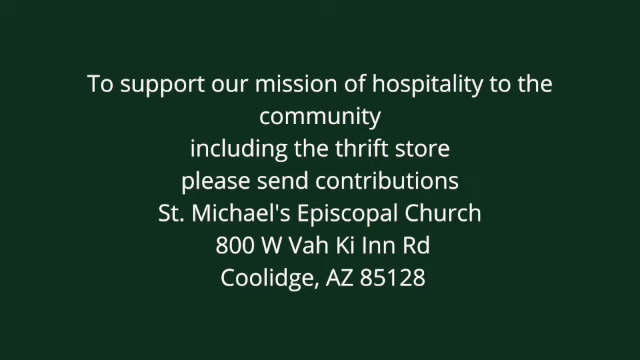 To support our mission of hospitality to the
community
including the thrift store
please send contributions
St. Michael's Episcopal Church
800 W Vah Ki Inn Rd
Coolidge, AZ 85128